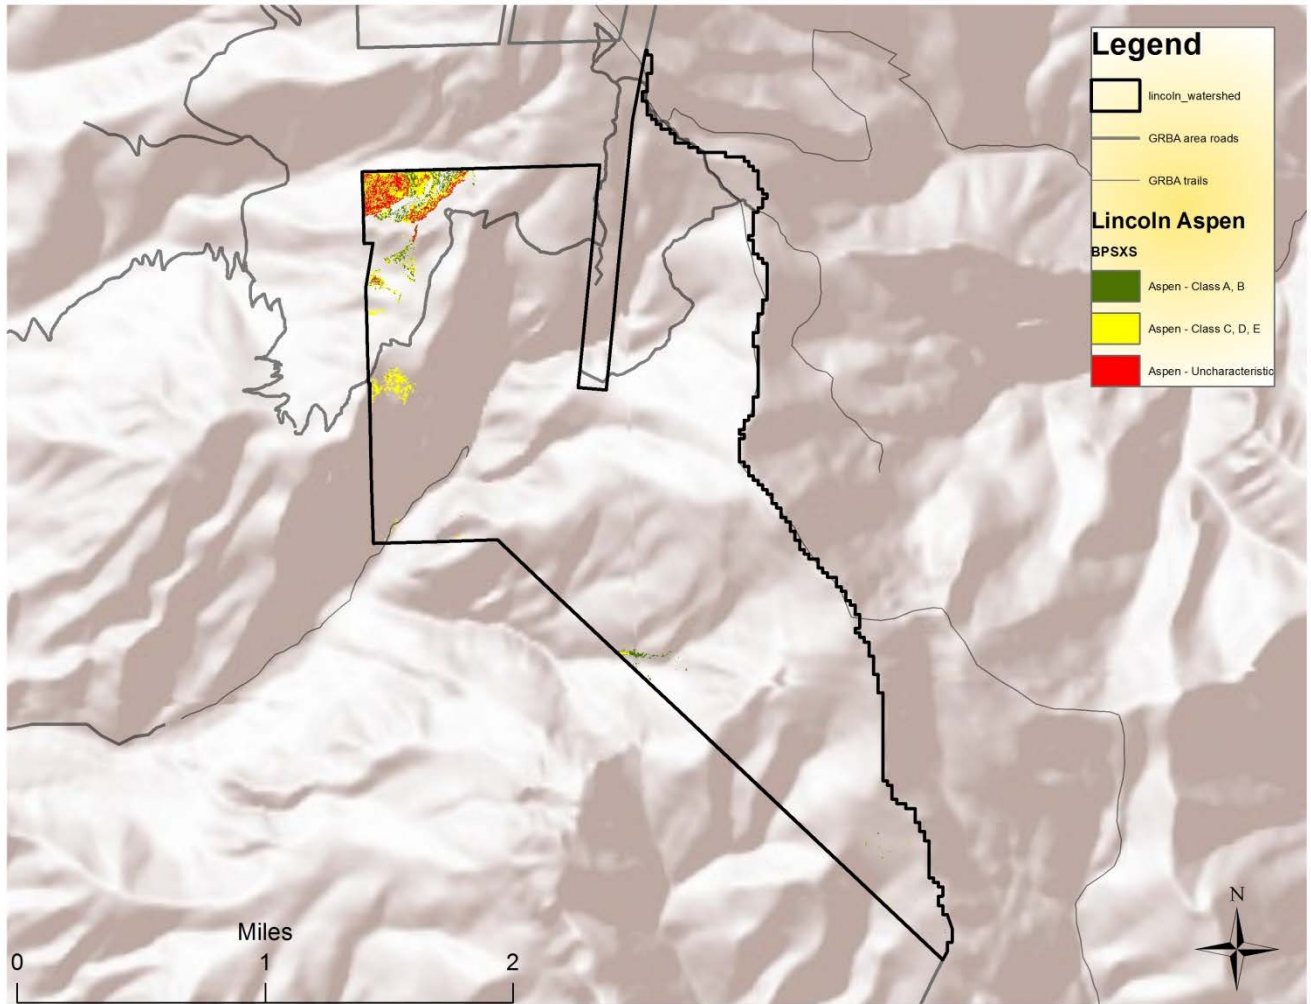 Legend
lincoln_watershed
GRBA area roads
GRBA trails
Lincoln Aspen
BPSXS
Aspen - Class A, B
Aspen - Class C, D, E
Aspen - Uncharacteristic
N
Miles
0 1 2